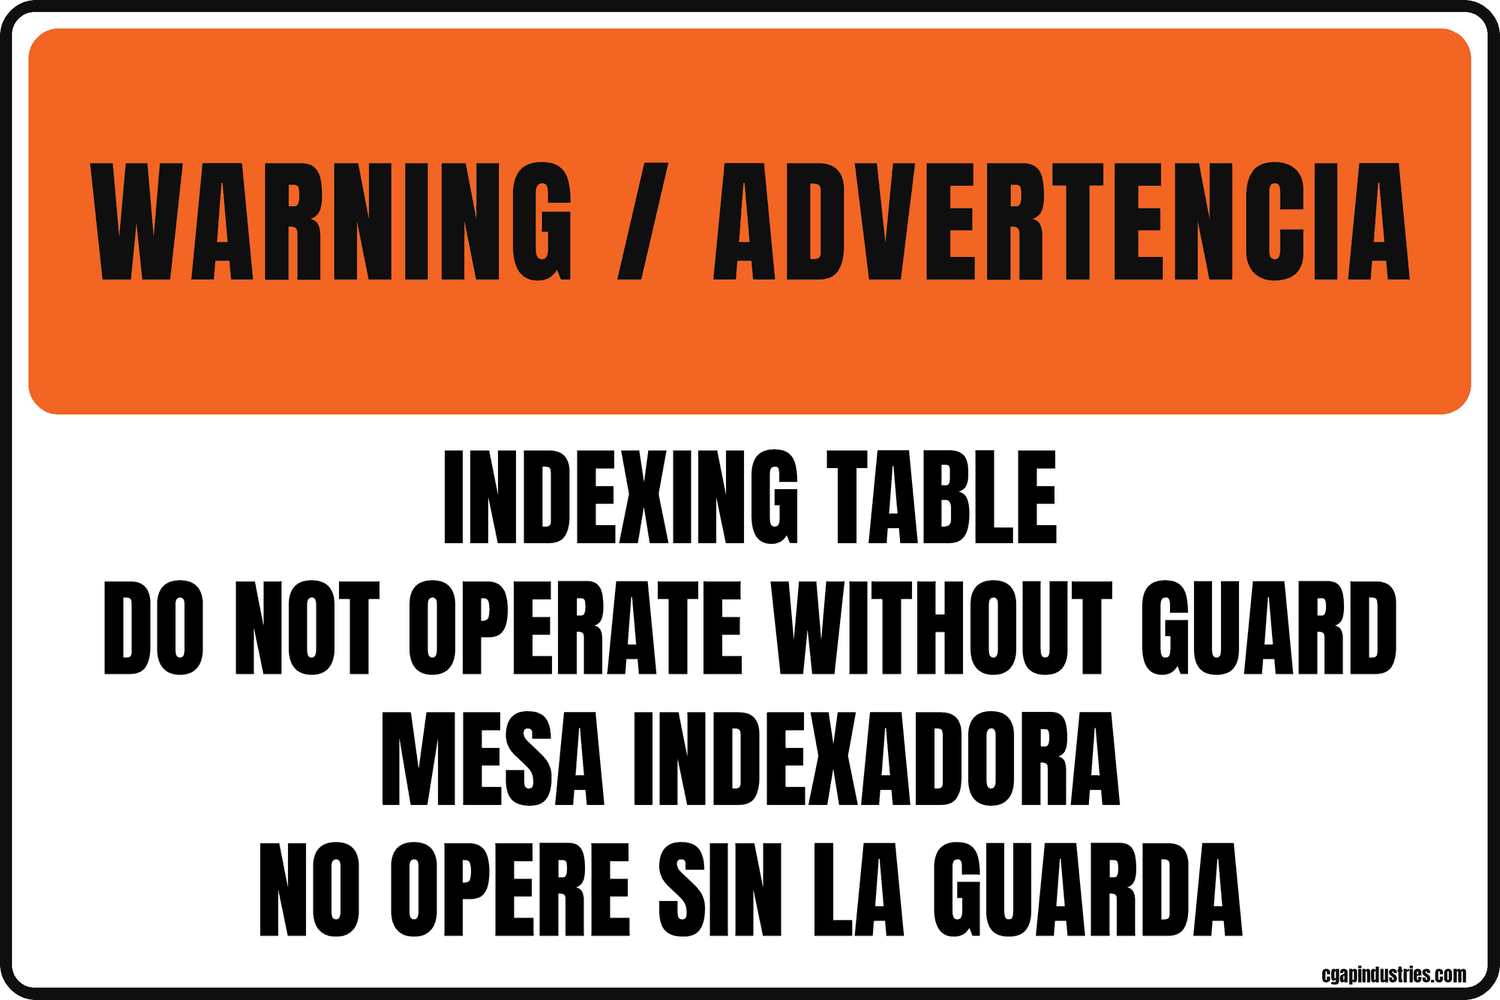 WARNING / ADVERTENCIA
INDEXING TABLE
DO NOT OPERATE WITHOUT GUARD
MESA INDEXADORA
NO OPERE SIN LA GUARDA
cgapindustries.com